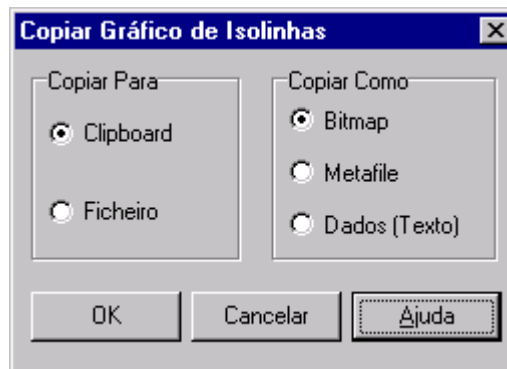 Copiar Gráfico de Isolinhas
Copiar Para
Clipboard
Ficheiro
Copiar Como
Bitmap
Metafile
Dados (Texto)
OK
Cancelar
Ajuda